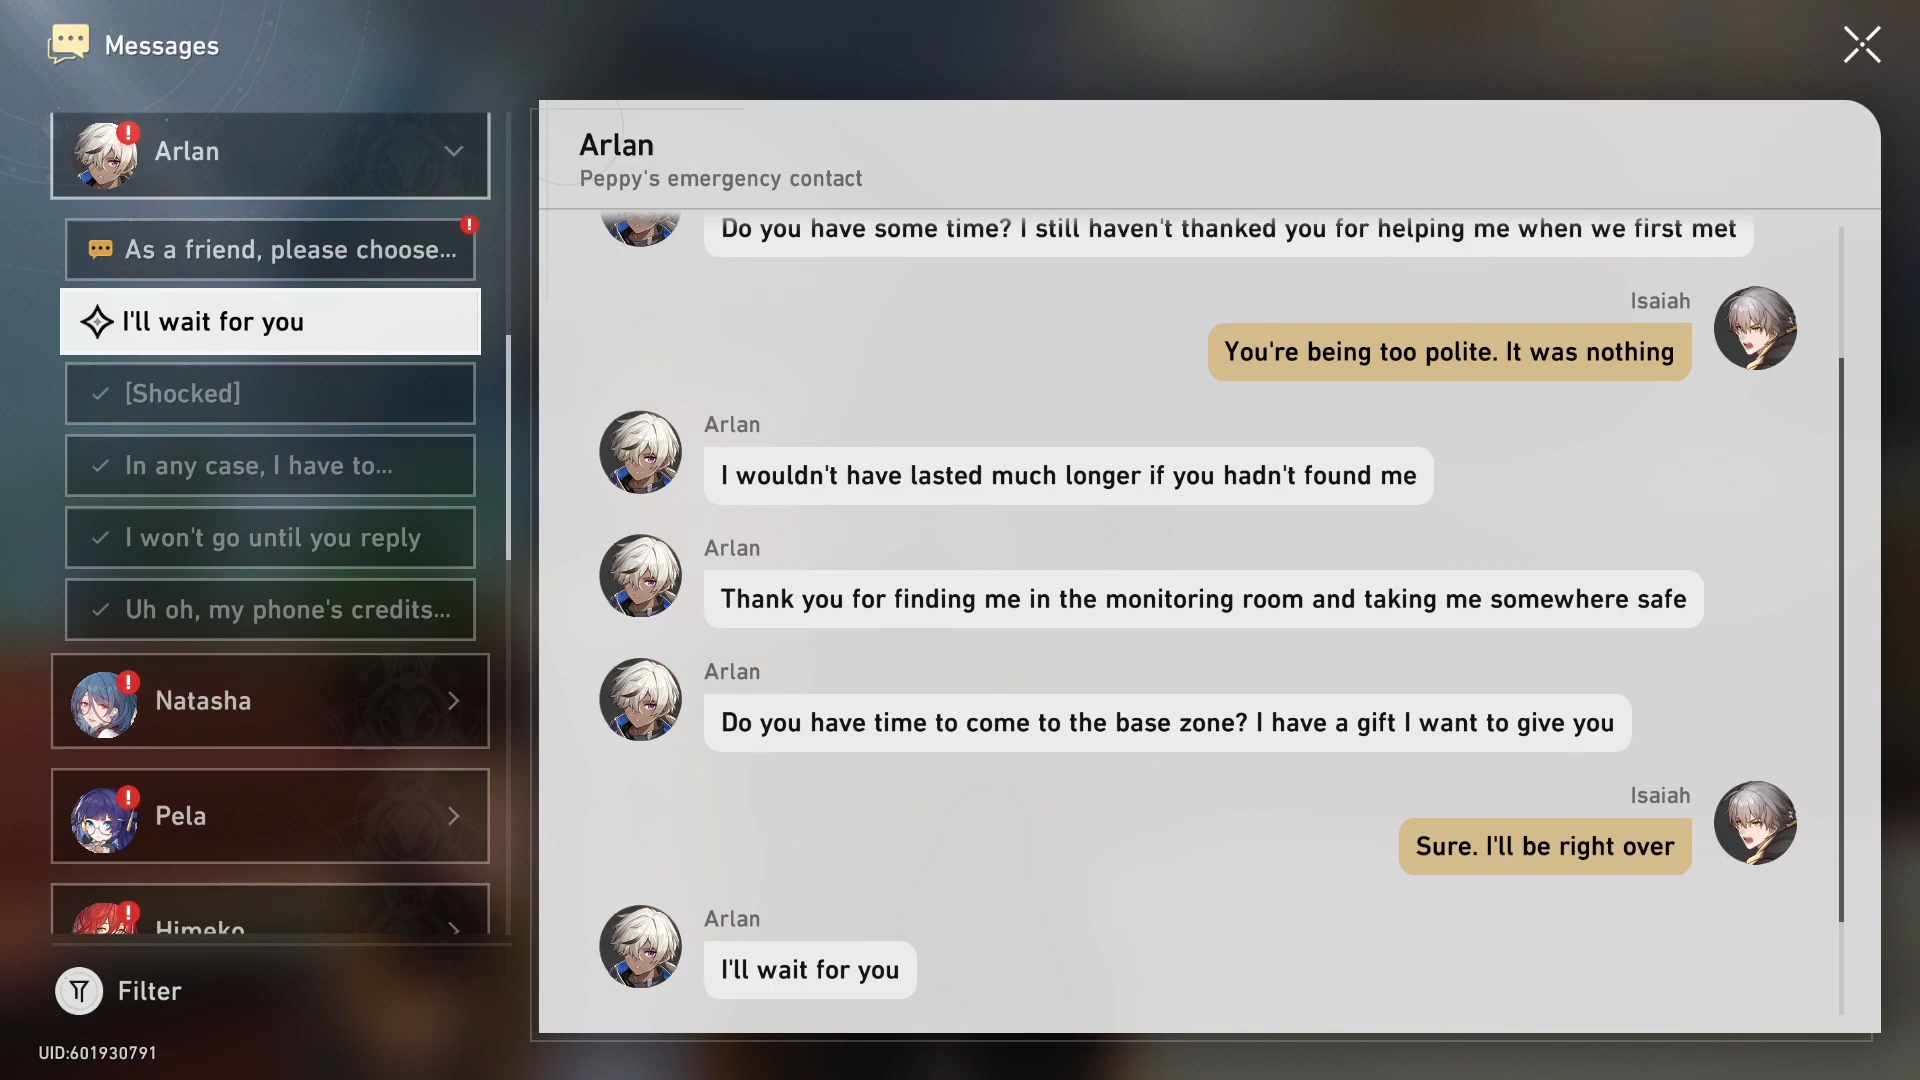 Messages
Arlan
As a friend, please choose...
I'll wait for you
[Shocked]
In any case, I have to...
I won't go until you reply
Uh oh, my phone's credits...
Natasha
Pela
Himeko
Filter
UID:601930791
Arlan
Peppy's emergency contact
Do you have some time? I still haven't thanked you for helping me when we first met
Isaiah
You're being too polite. It was nothing
Arlan
I wouldn't have lasted much longer if you hadn't found me
Arlan
Thank you for finding me in the monitoring room and taking me somewhere safe
Arlan
Do you have time to come to the base zone? I have a gift I want to give you
Isaiah
Sure. I'll be right over
Arlan
I'll wait for you